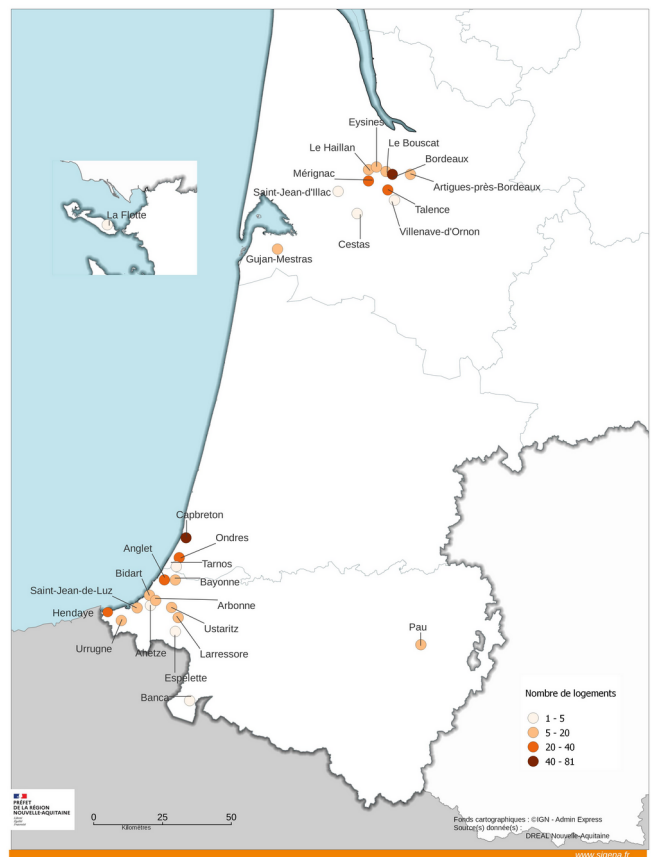 Eysines
Le Haillan
Le Bouscat
Bordeaux
Mérignac
Artigues-près-Bordeaux
Saint-Jean-d'Illac
Talence
La Flotte
Villenave-d'Ornon
Cestas
Gujan-Mestras
Capbreton
Ondres
Anglet
Tarnos
Bidart
Bayonne
Saint-Jean-de-Luz
Arbonne
Hendaye
Ustaritz
Pau
Urrugne
Ahetze
Larressore
Espelette
Banca
Nombre de logements
1 - 5
5 - 20
20 - 40
40 - 81
PRÉFET
DE LA RÉGION
NOUVELLE-AQUITAINE
0 25 50
Kilomètres
Fonds cartographiques : ©IGN - Admin Express
Source(s) donnée(s) :
DREAL Nouvelle-Aquitaine
www.sigena.fr